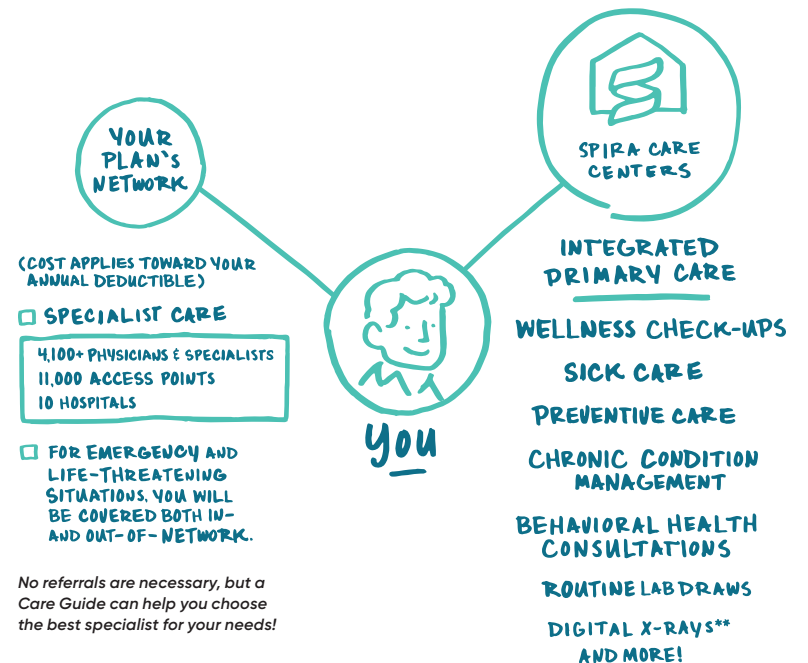 YOUR
PLAN'S
NETWORK
(COST APPLIES TOWARD YOUR
ANNUAL DEDUCTIBLE)
SPECIALIST CARE
4,100+ PHYSICIANS & SPECIALISTS
11,000 ACCESS POINTS
10 HOSPITALS
FOR EMERGENCY AND
LIFE-THREATENING
SITUATIONS, YOU WILL
BE COVERED BOTH IN-
AND OUT-OF-NETWORK.
No referrals are necessary, but a
Care Guide can help you choose
the best specialist for your needs!
you
SPIRA CARE
CENTERS
INTEGRATED
PRIMARY CARE
WELLNESS CHECK-UPS
SICK CARE
PREVENTIVE CARE
CHRONIC CONDITION
MANAGEMENT
BEHAVIORAL HEALTH
CONSULTATIONS
ROUTINE LAB DRAWS
DIGITAL X-RAYS**
AND MORE!